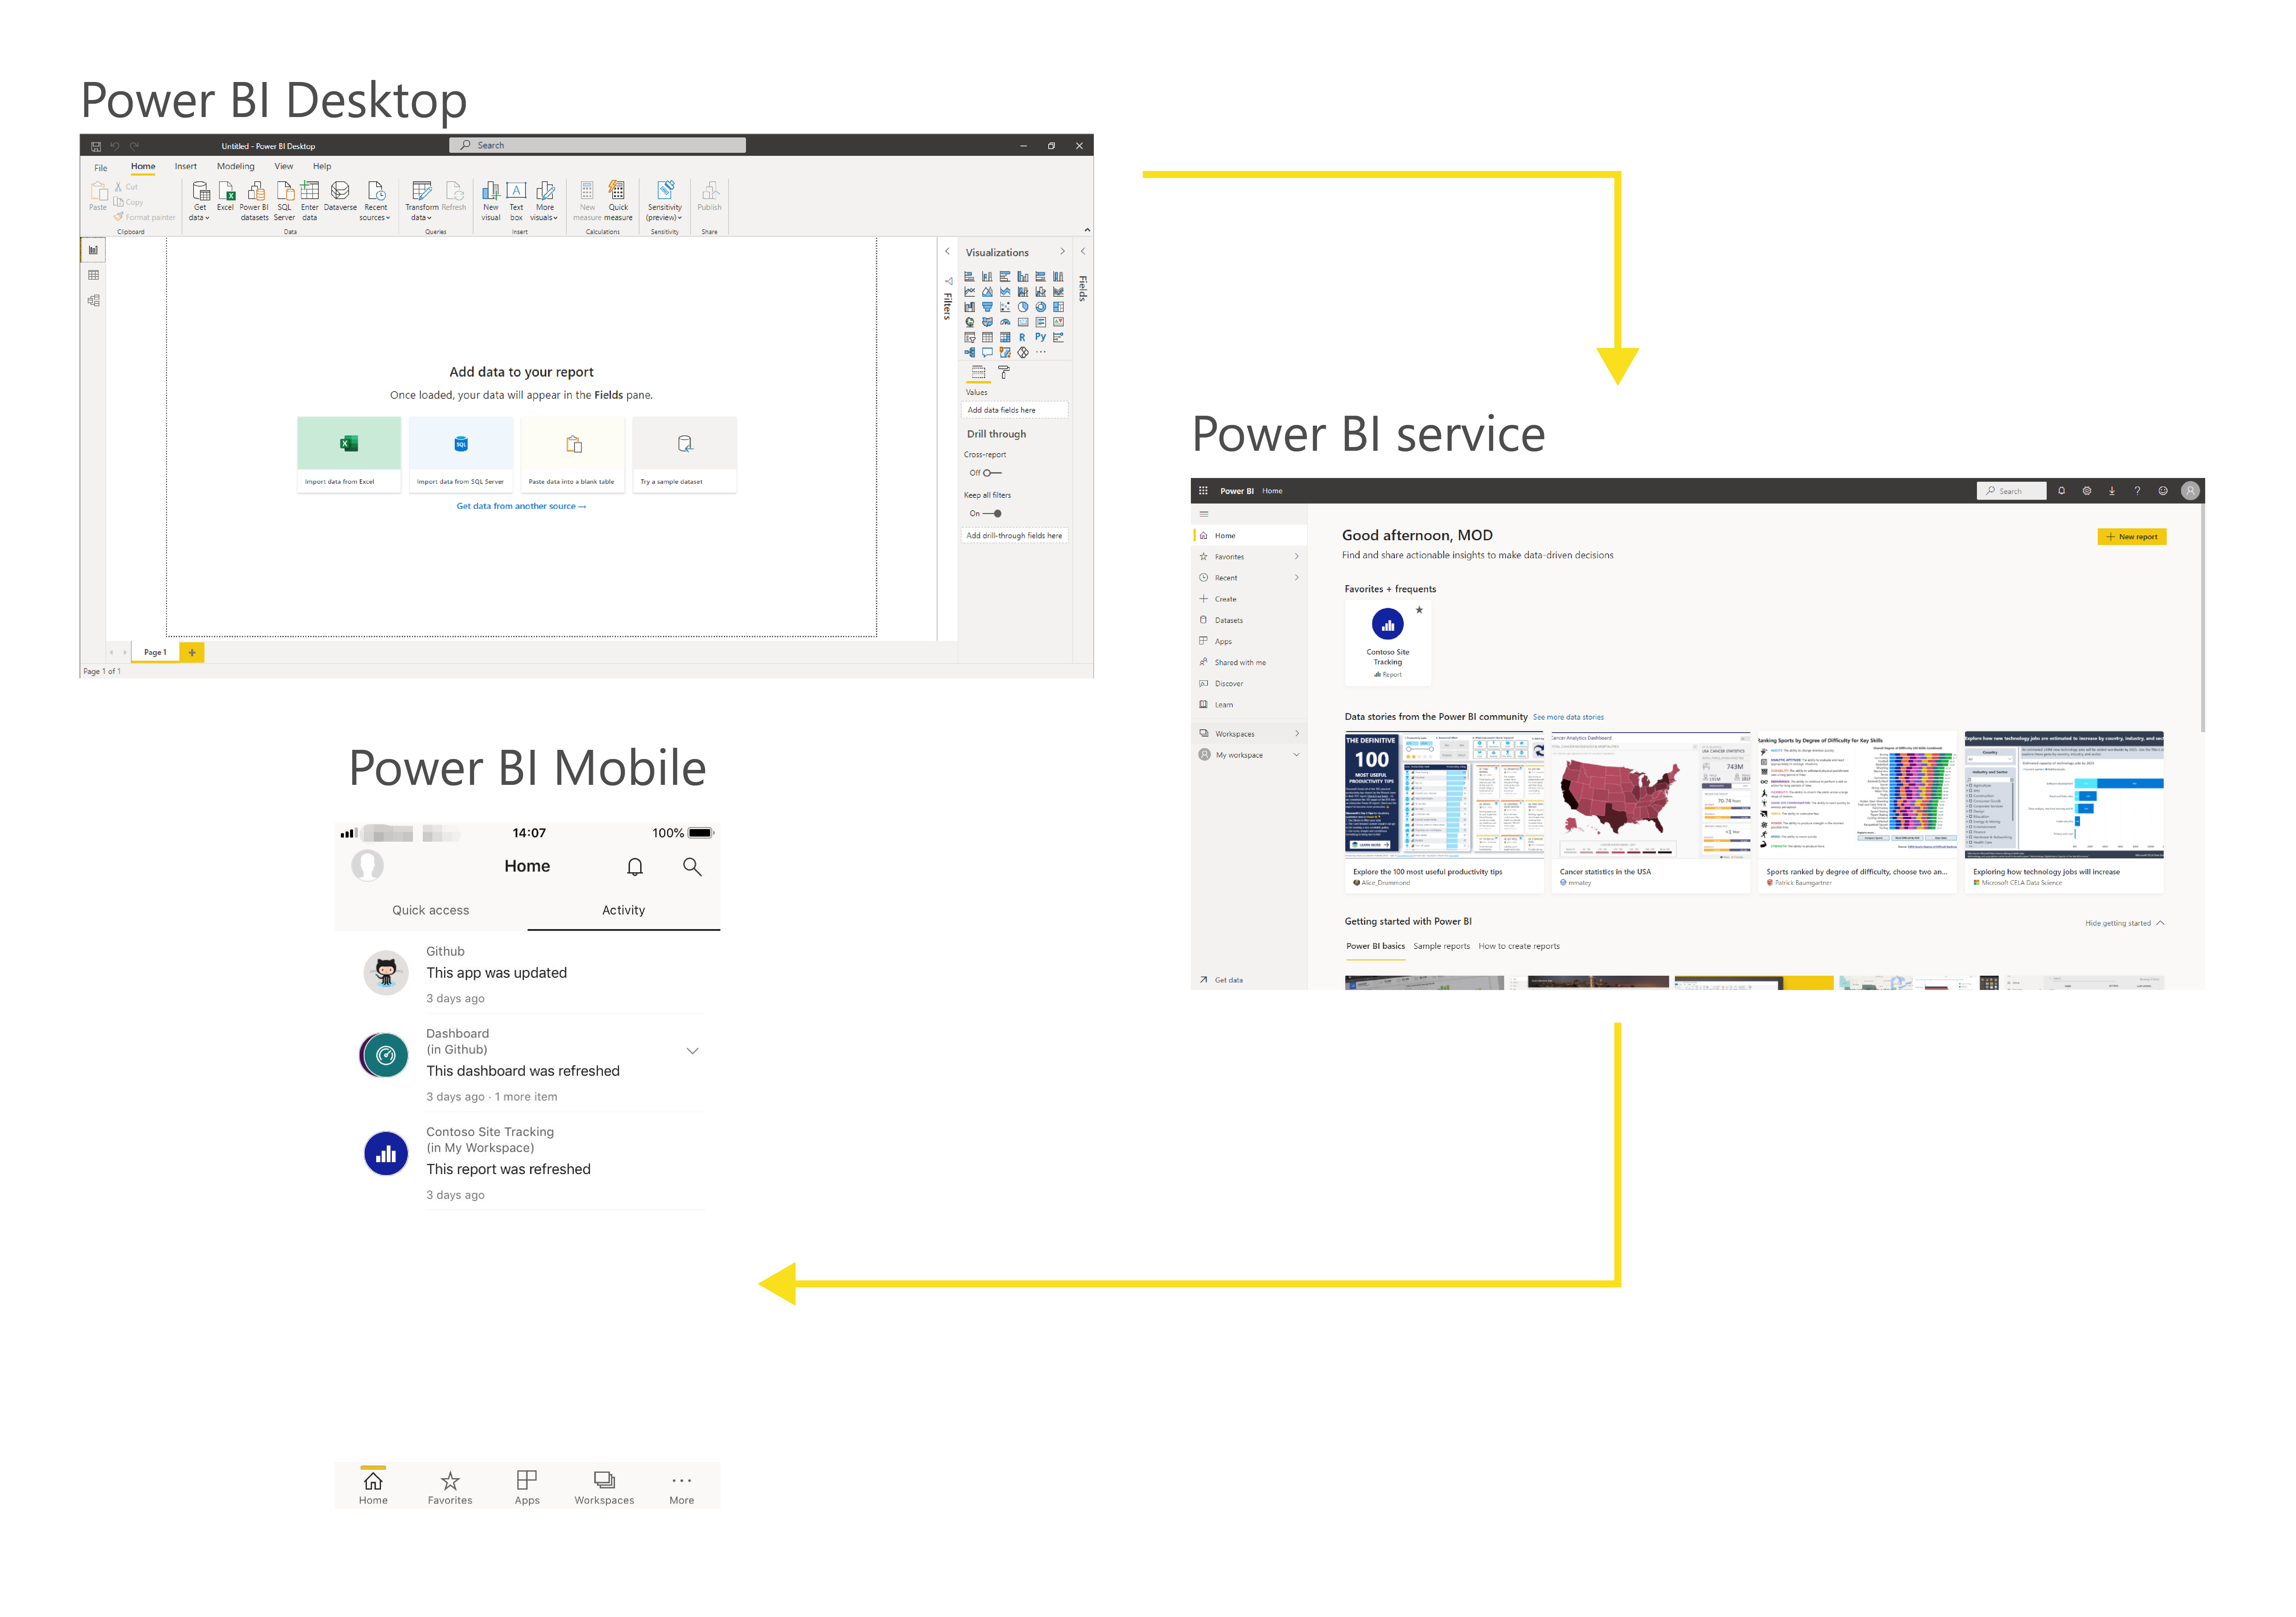 Power BI Desktop
Untitled - Power BI Desktop
Search
File Home Insert Modeling View Help
Paste
Cut
Copy
Format painter
Clipboard
Get data
Excel
Power BI datasets
SQL Server
Enter data
Dataverse
Recent sources
Data
Transform data
Refresh
Queries
New visual
Text box
More visuals
Insert
New measure
Quick measure
Calculations
Sensitivity (preview)
Sensitivity
Publish
Share
Filters
Visualizations
Fields
R Py
Values
Add data fields here
Drill through
Cross-report
Off
Keep all filters
On
Add drill-through fields here
Add data to your report
Once loaded, your data will appear in the Fields pane.
SQL
Import data from Excel
Import data from SQL Server
Paste data into a blank table
Try a sample dataset
Get data from another source →
Page 1
Page 1 of 1
Power BI service
Power BI Home
Search
Home
Favorites
Recent
Create
Datasets
Apps
Shared with me
Discover
Learn
Workspaces
My workspace
Get data
Good afternoon, MOD
Find and share actionable insights to make data-driven decisions
New report
Favorites + frequents
Contoso Site
Tracking
Report
Data stories from the Power BI community See more data stories
THE DEFINITIVE
100
MOST USEFUL
PRODUCTIVITY TIPS
LEARN MORE
Cancer Analytics Dashboard
USA CANCER STATISTICS
743M
70-74 Years
Ranking Sports by Degree of Difficulty for Key Skills
Country
Industry and Sector
Explore the 100 most useful productivity tips
Alice_Drummond
Cancer statistics in the USA
mmatey
Sports ranked by degree of difficulty, choose two an...
Patrick Baumgartner
Exploring how technology jobs will increase
Microsoft CELA Data Science
Getting started with Power BI
Hide getting started
Power BI basics Sample reports How to create reports
Power BI Mobile
14:07
100%
Home
Quick access Activity
Github
This app was updated
3 days ago
Dashboard
(in Github)
This dashboard was refreshed
3 days ago · 1 more item
Contoso Site Tracking
(in My Workspace)
This report was refreshed
3 days ago
Home Favorites Apps Workspaces More